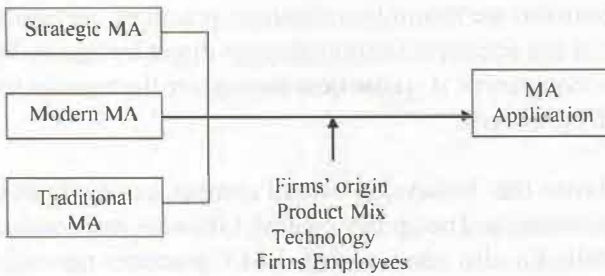 Strategic MA
Modern MA
Traditional
MA
MA
Application
Firms' origin
Product Mix
Technology
Firms Employees